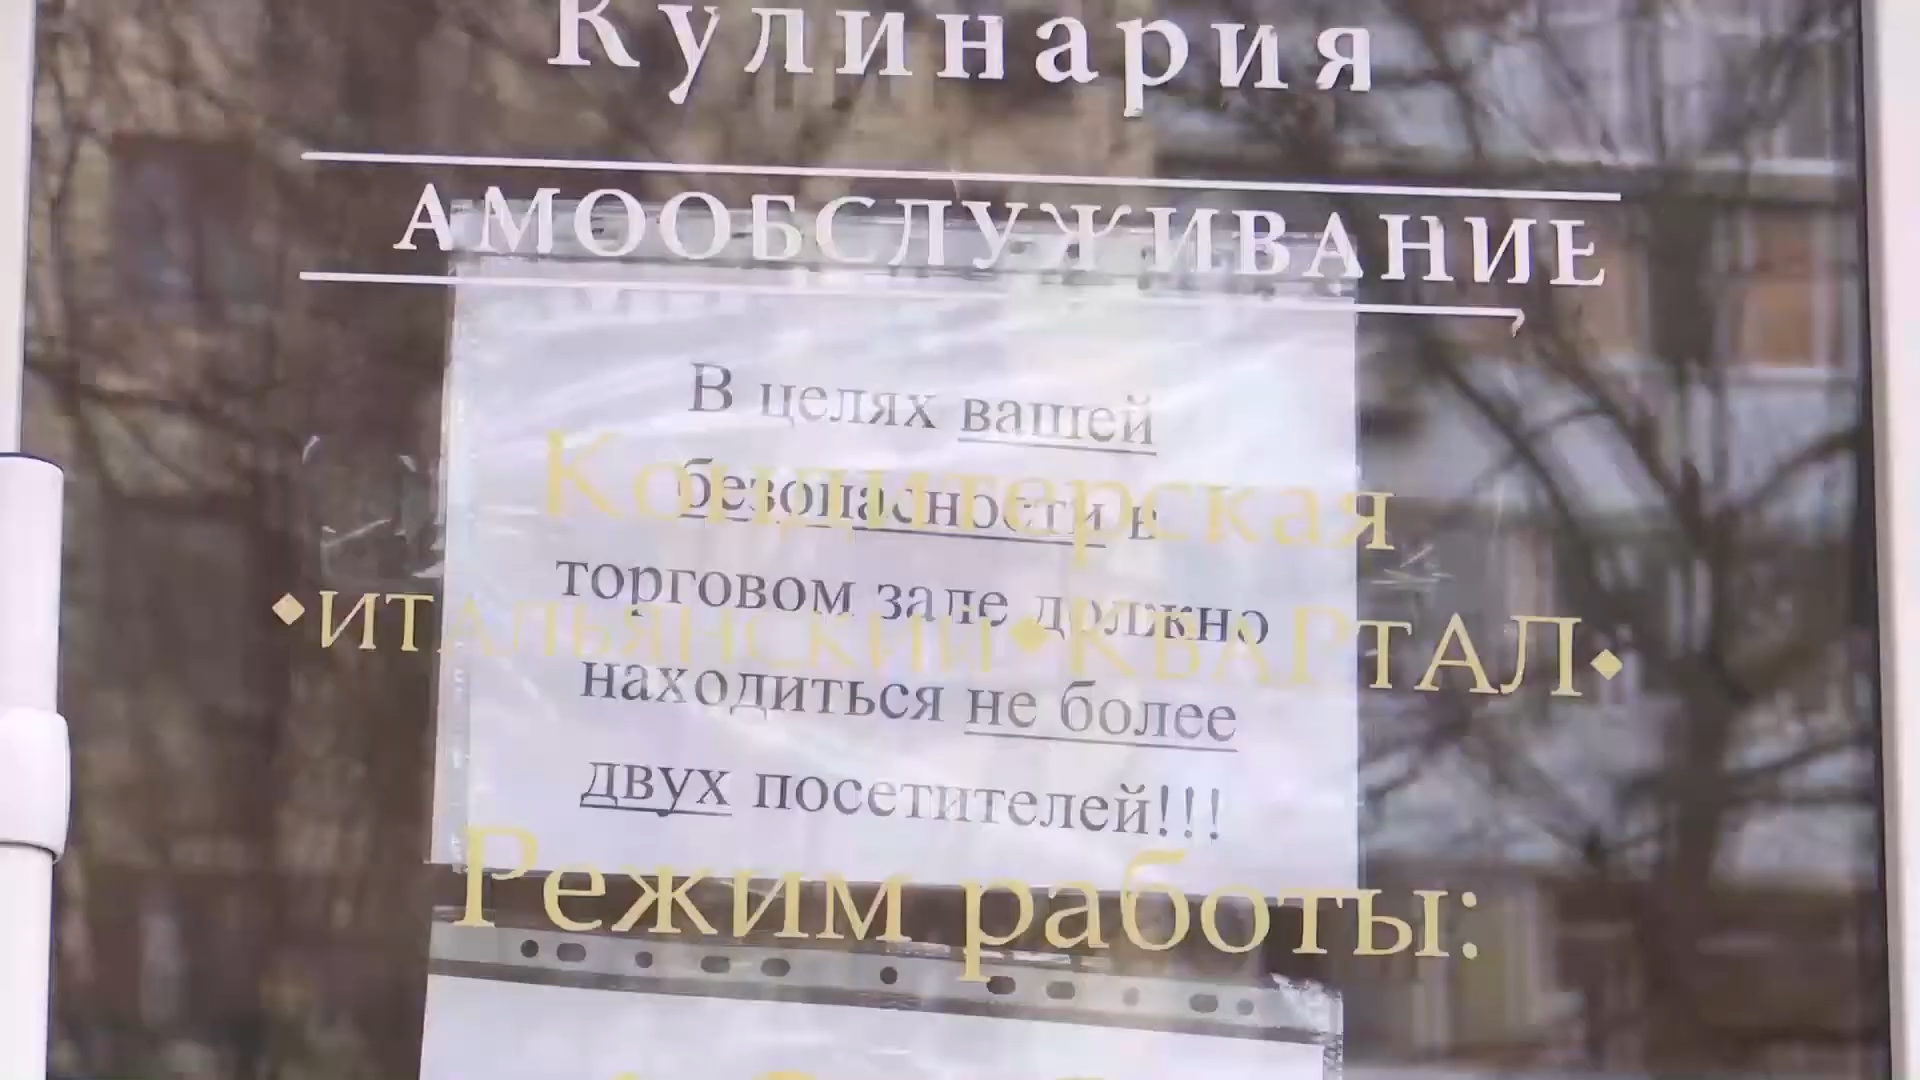 Кулинария
АМООБСЛУЖИВАНИЕ
В целях вашей
Кондитерская
безопасности в
торговом зале должно
ИТАЛЬЯНСКИЙ КВАРТАЛ
находиться не более
двух посетителей!!!
Режим работы: